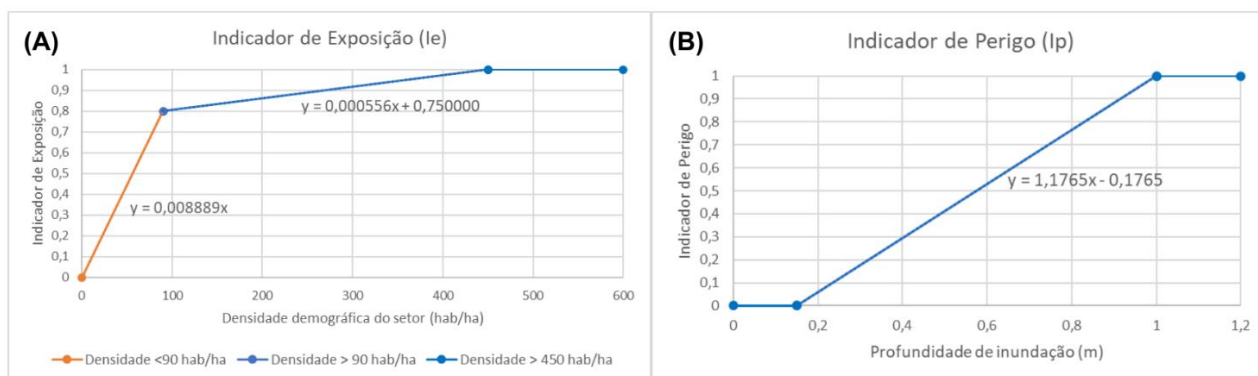 (A)
Indicador de Exposição (Ie)
Indicador de Exposição
1
0,9
0,8
0,7
0,6
0,5
0,4
0,3
0,2
0,1
0
y = 0,000556x + 0,750000
y = 0,008889x
0 100 200 300 400 500 600
Densidade demográfica do setor (hab/ha)
Densidade <90 hab/ha Densidade > 90 hab/ha Densidade > 450 hab/ha
(B)
Indicador de Perigo (Ip)
Indicador de Perigo
1
0,9
0,8
0,7
0,6
0,5
0,4
0,3
0,2
0,1
0
y = 1,1765x - 0,1765
0 0,2 0,4 0,6 0,8 1 1,2
Profundidade de inundação (m)